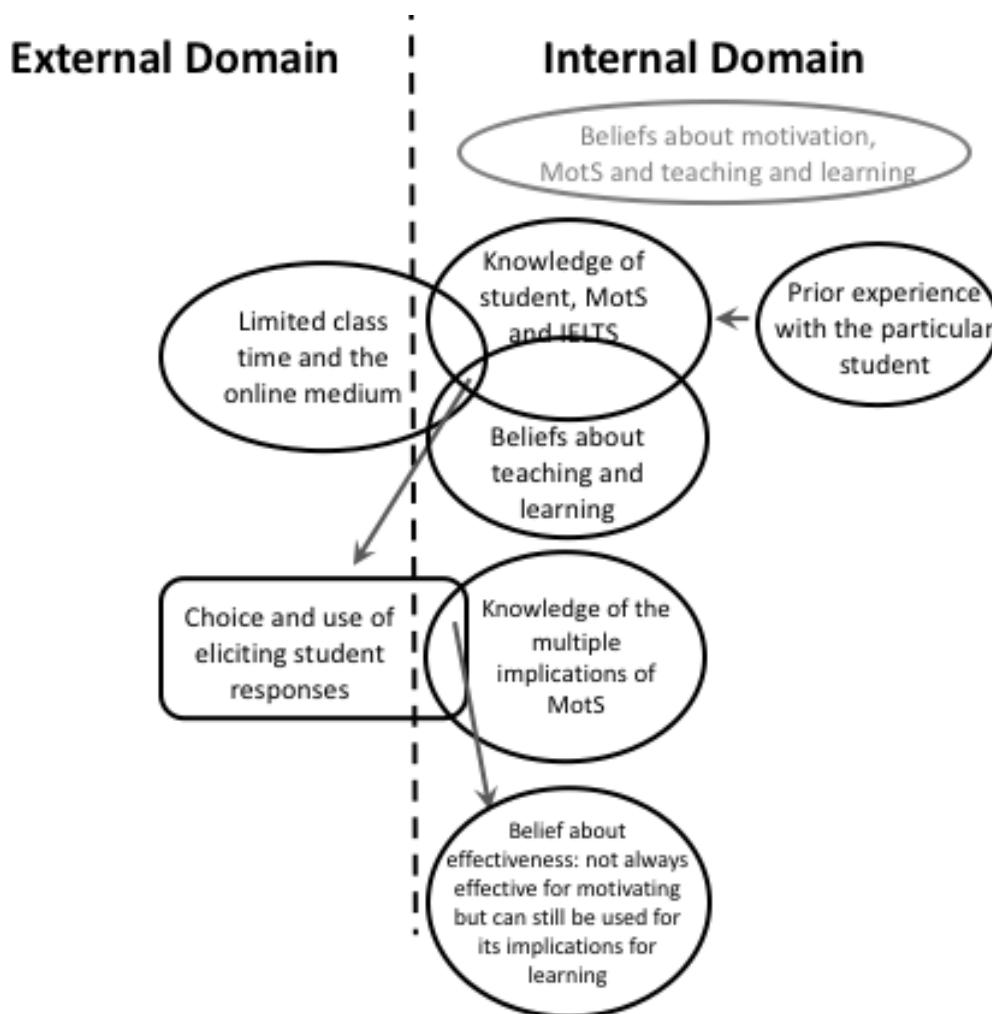 External Domain
Internal Domain
Beliefs about motivation,
MotS and teaching and learning
Knowledge of
student, MotS
and IELTS
Prior experience
with the particular
student
Limited class
time and the
online medium
Beliefs about
teaching and
learning
Choice and use of
eliciting student
responses
Knowledge of the
multiple
implications of
MotS
Belief about
effectiveness: not always
effective for motivating
but can still be used for
its implications for
learning